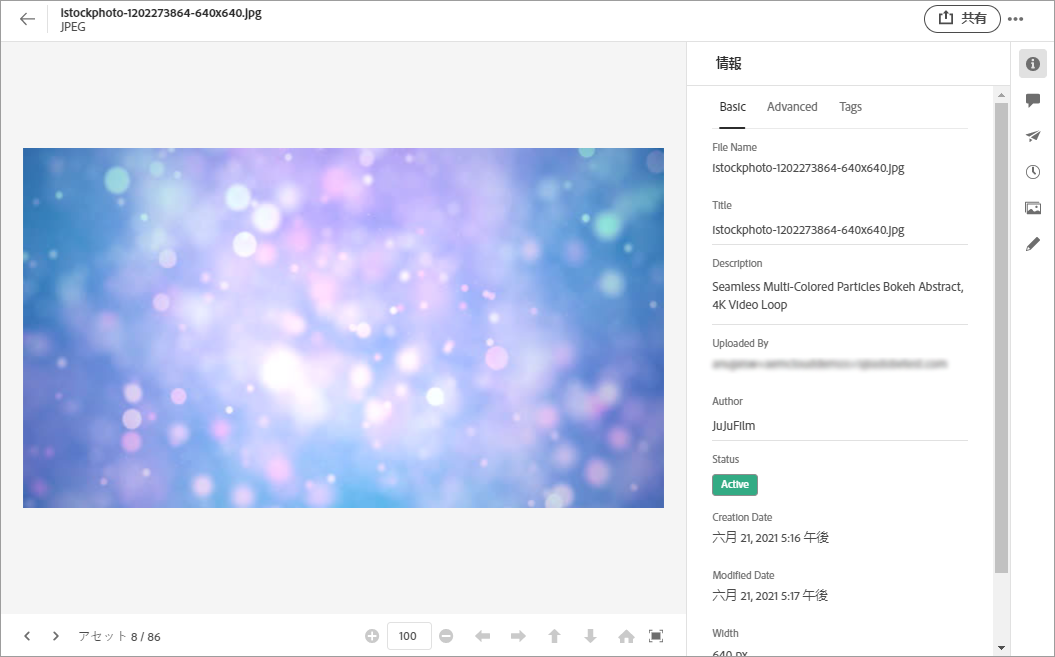 istockphoto-1202273864-640x640.jpg
JPEG
共有
情報
Basic
Advanced
Tags
File Name
istockphoto-1202273864-640x640.jpg
Title
istockphoto-1202273864-640x640.jpg
Description
Seamless Multi-Colored Particles Bokeh Abstract,
4K Video Loop
Uploaded By
Author
JuJuFilm
Status
Active
Creation Date
六月 21, 2021 5:16 午後
Modified Date
六月 21, 2021 5:17 午後
Width
640 px
アセット 8 / 86
100